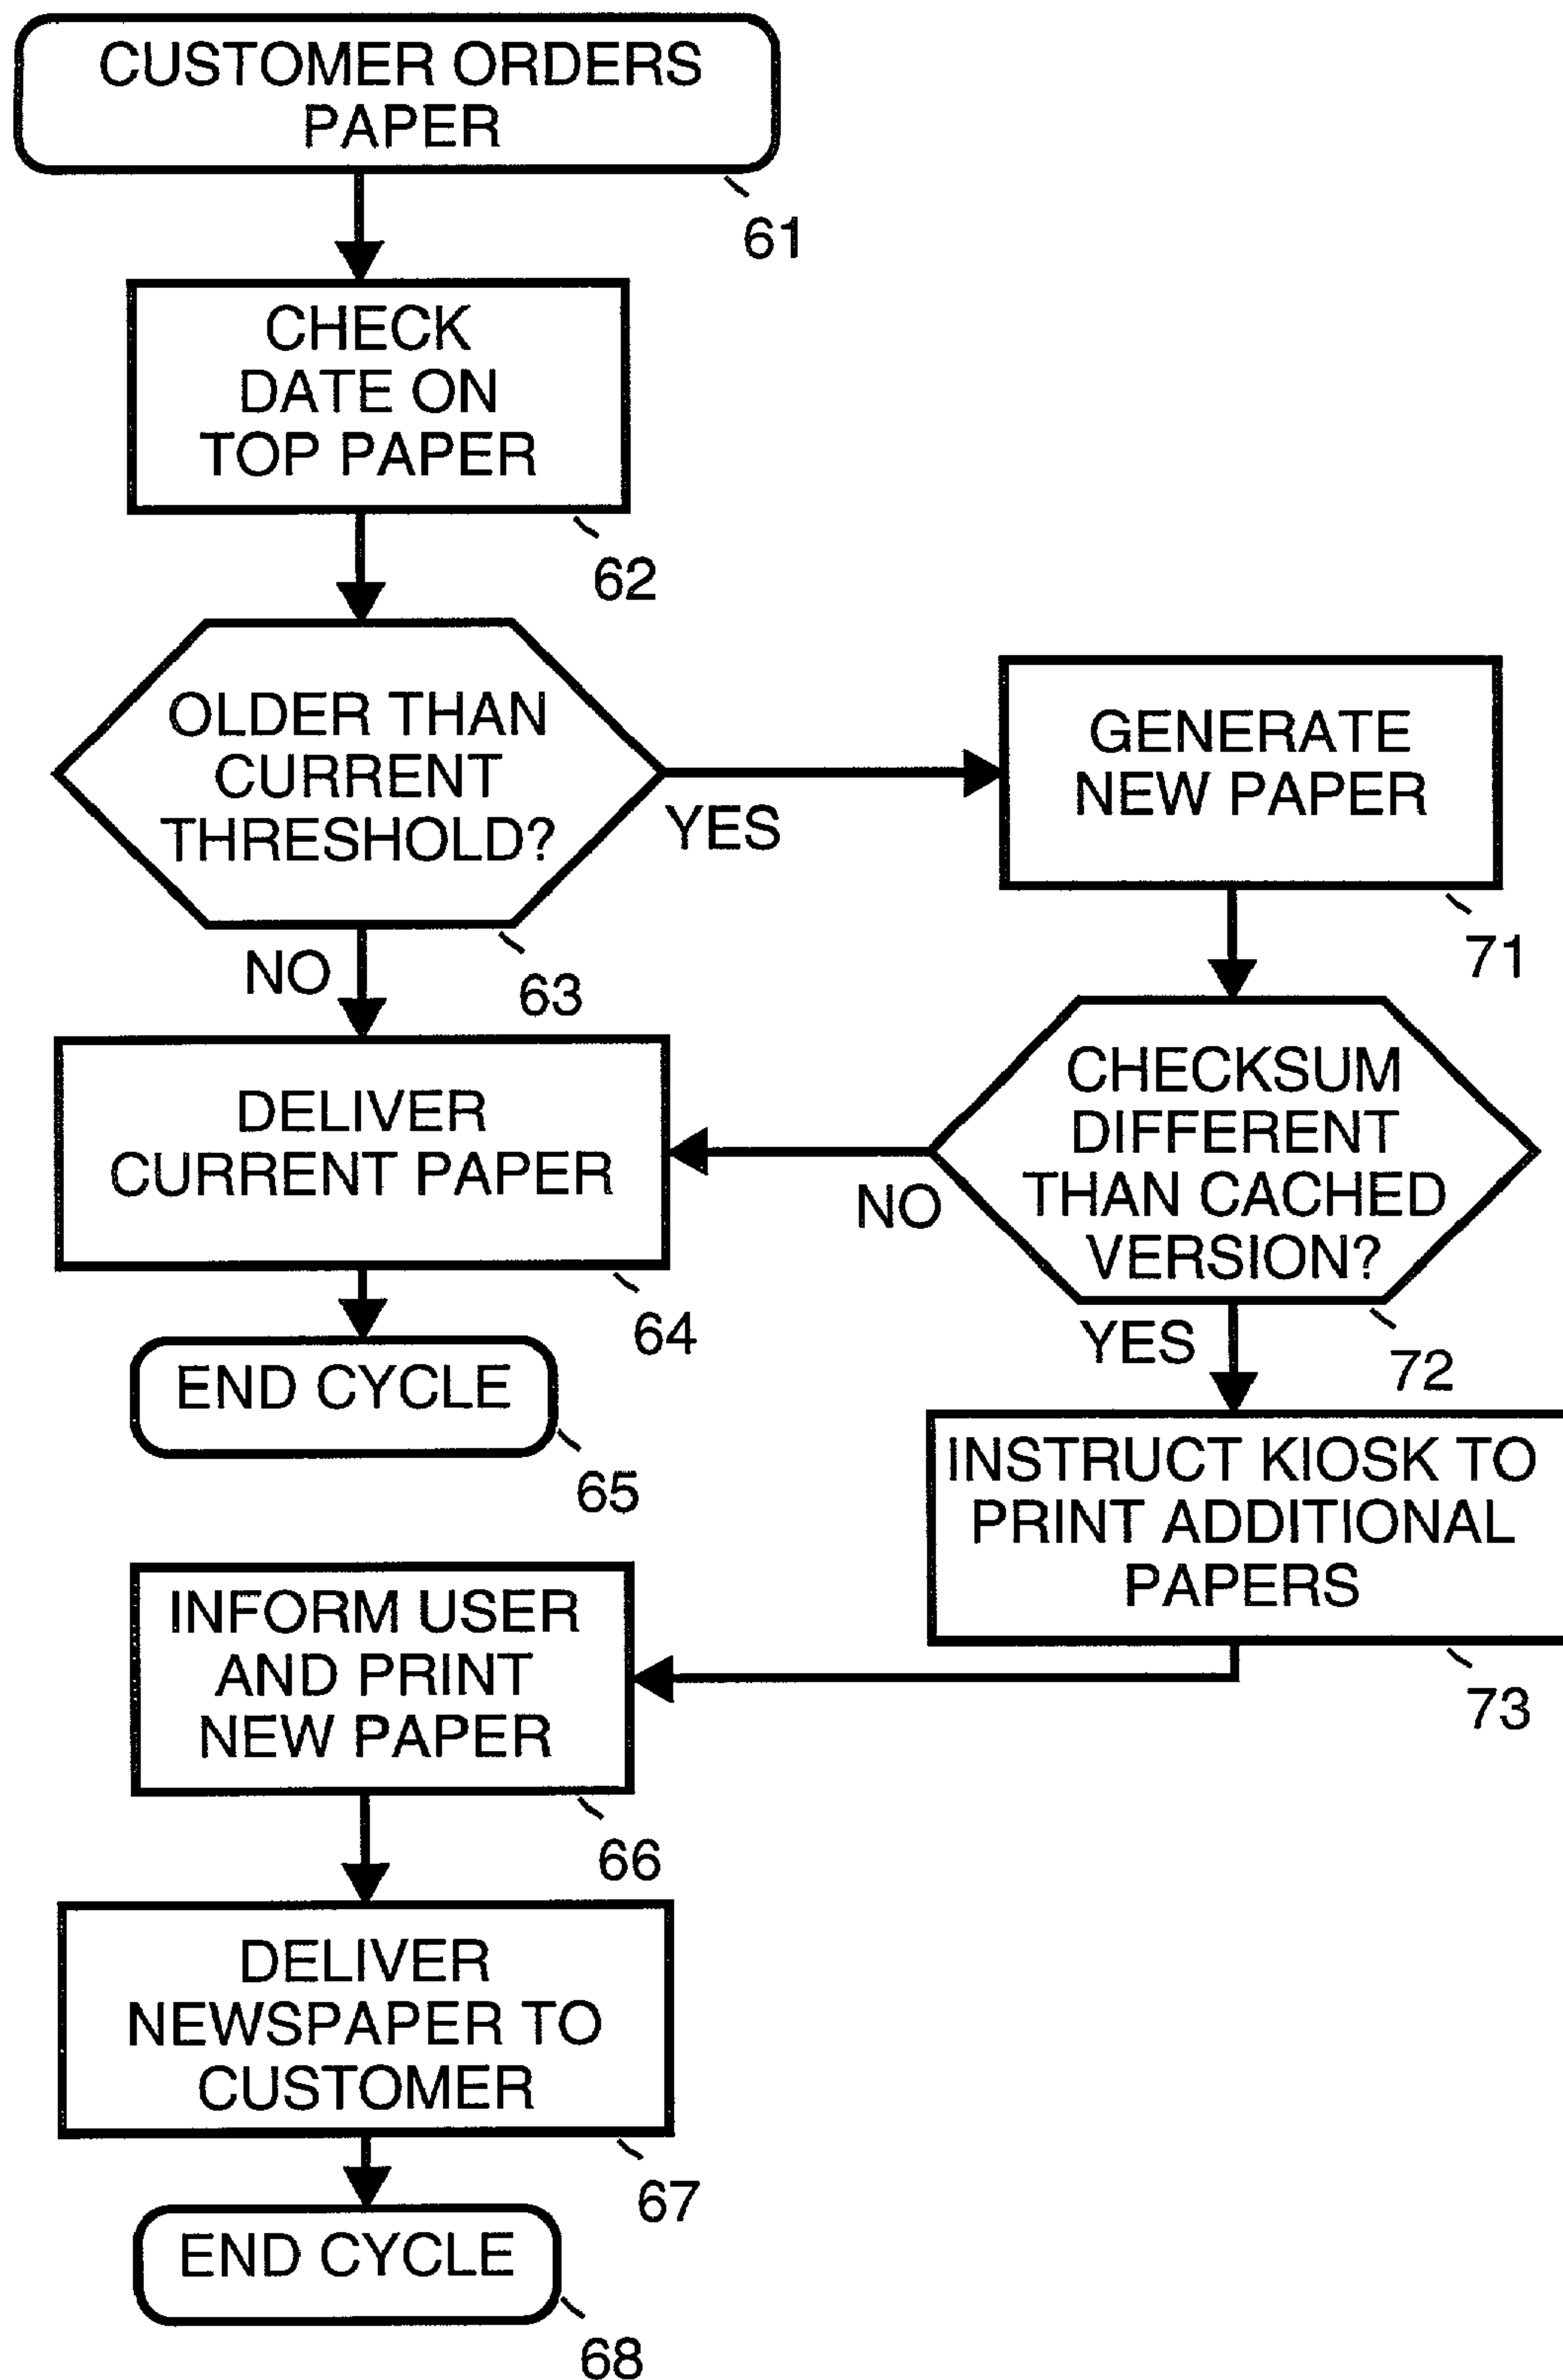 CUSTOMER ORDERS
PAPER
61
CHECK
DATE ON
TOP PAPER
62
OLDER THAN
CURRENT
THRESHOLD?
YES
NO
63
GENERATE
NEW PAPER
71
DELIVER
CURRENT PAPER
64
CHECKSUM
DIFFERENT
THAN CACHED
VERSION?
NO
YES
72
END CYCLE
65
INSTRUCT KIOSK TO
PRINT ADDITIONAL
PAPERS
73
INFORM USER
AND PRINT
NEW PAPER
66
DELIVER
NEWSPAPER TO
CUSTOMER
67
END CYCLE
68